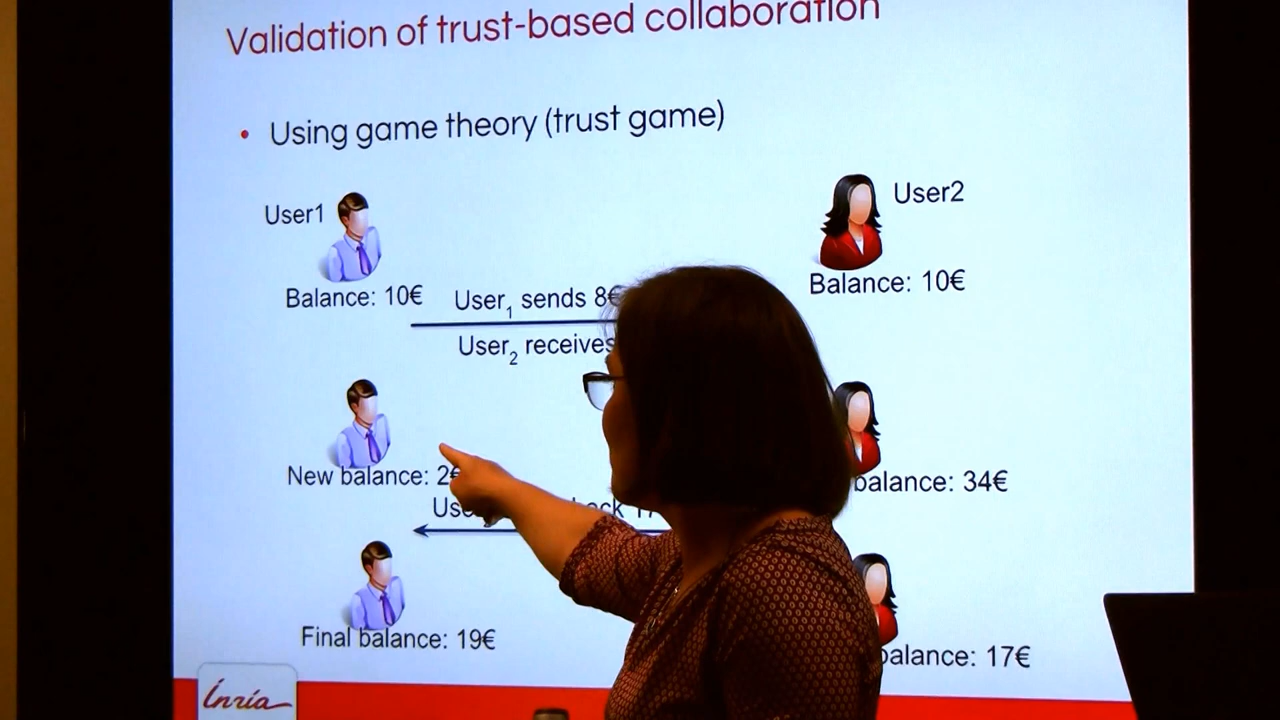 Validation of trust-based collaboration
• Using game theory (trust game)
User1
User2
Balance: 10€
Balance: 10€
User1 sends 8€
User2 receives
New balance: 2€
balance: 34€
Final balance: 19€
balance: 17€
Inria